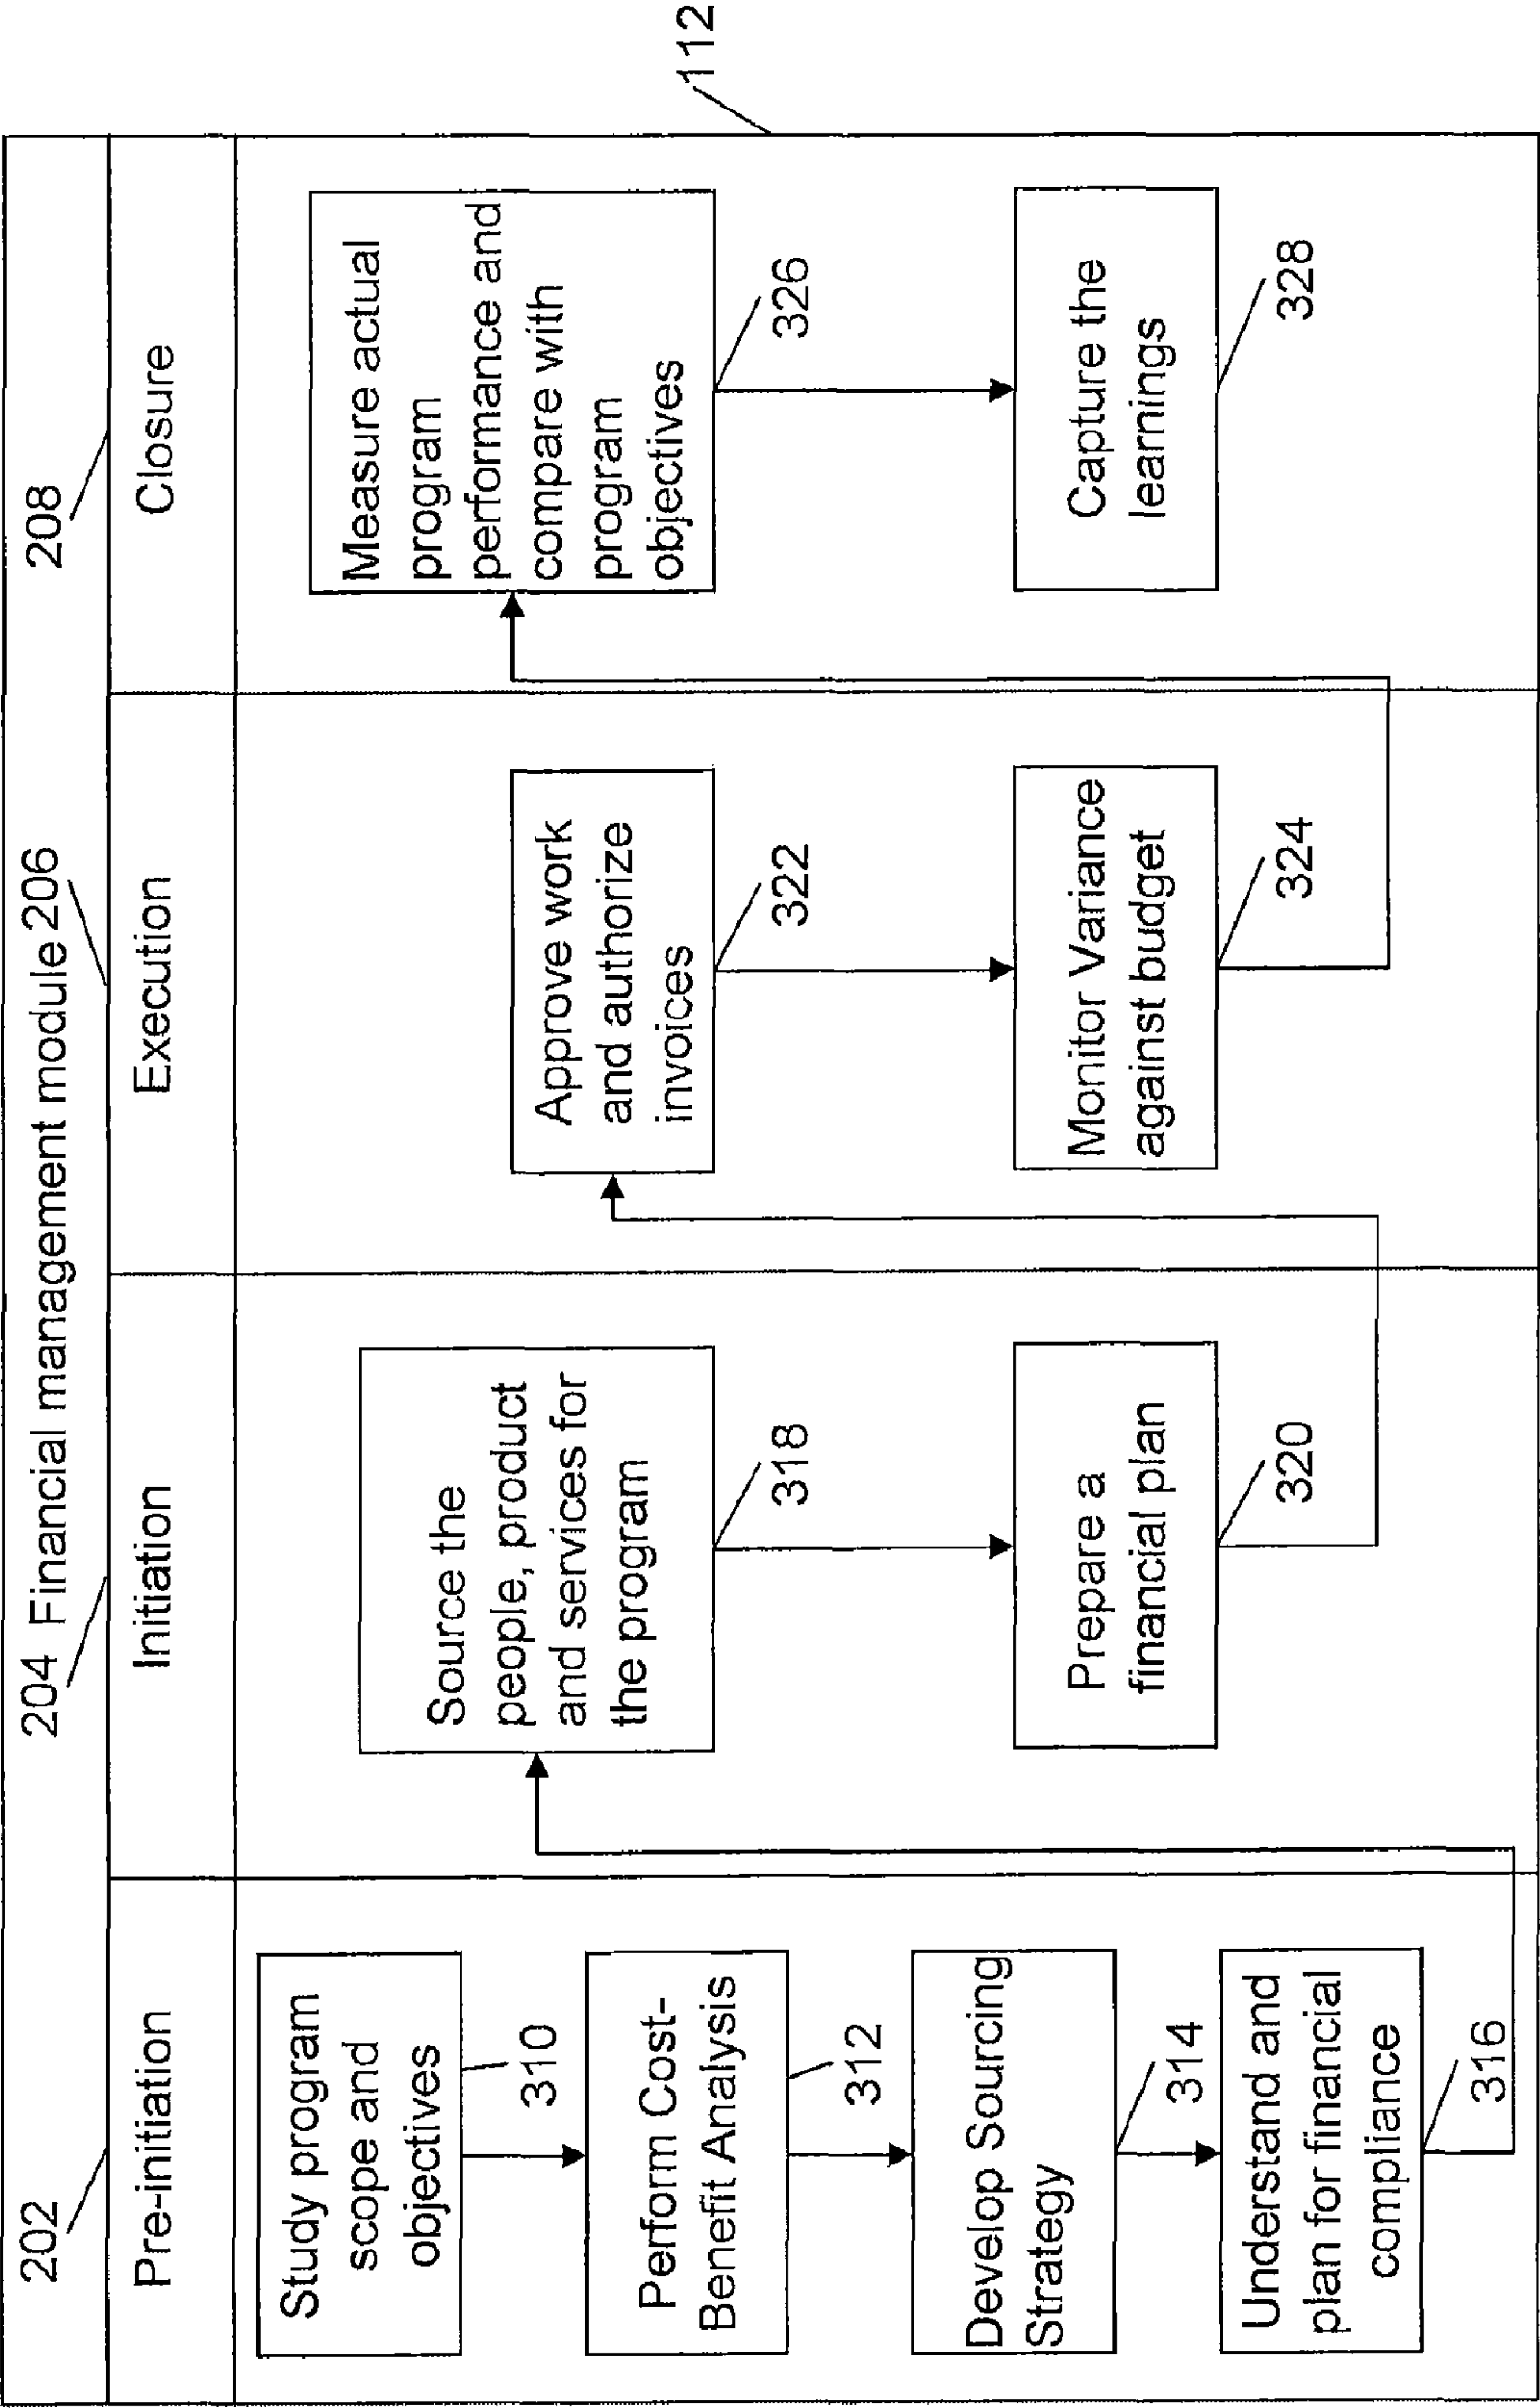 Financial management module
202
204
206
208
112
Pre-initiation
Initiation
Execution
Closure
Study program
scope and
objectives
310
Perform Cost-
Benefit Analysis
312
Develop Sourcing
Strategy
314
Understand and
plan for financial
compliance
316
Source the
people, product
and services for
the program
318
Prepare a
financial plan
320
Approve work
and authorize
invoices
322
Monitor Variance
against budget
324
Measure actual
program
performance and
compare with
program
objectives
326
Capture the
learnings
328